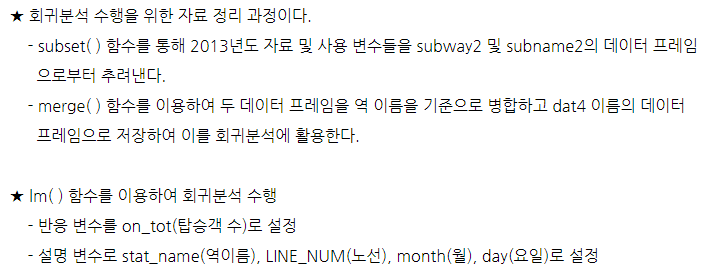 ★ 회귀분석 수행을 위한 자료 정리 과정이다.
- subset( ) 함수를 통해 2013년도 자료 및 사용 변수들을 subway2 및 subname2의 데이터 프레임
으로부터 추려낸다.
- merge( ) 함수를 이용하여 두 데이터 프레임을 역 이름을 기준으로 병합하고 dat4 이름의 데이터
프레임으로 저장하여 이를 회귀분석에 활용한다.
★ lm( ) 함수를 이용하여 회귀분석 수행
- 반응 변수를 on_tot(탑승객 수)로 설정
- 설명 변수로 stat_name(역이름), LINE_NUM(노선), month(월), day(요일)로 설정